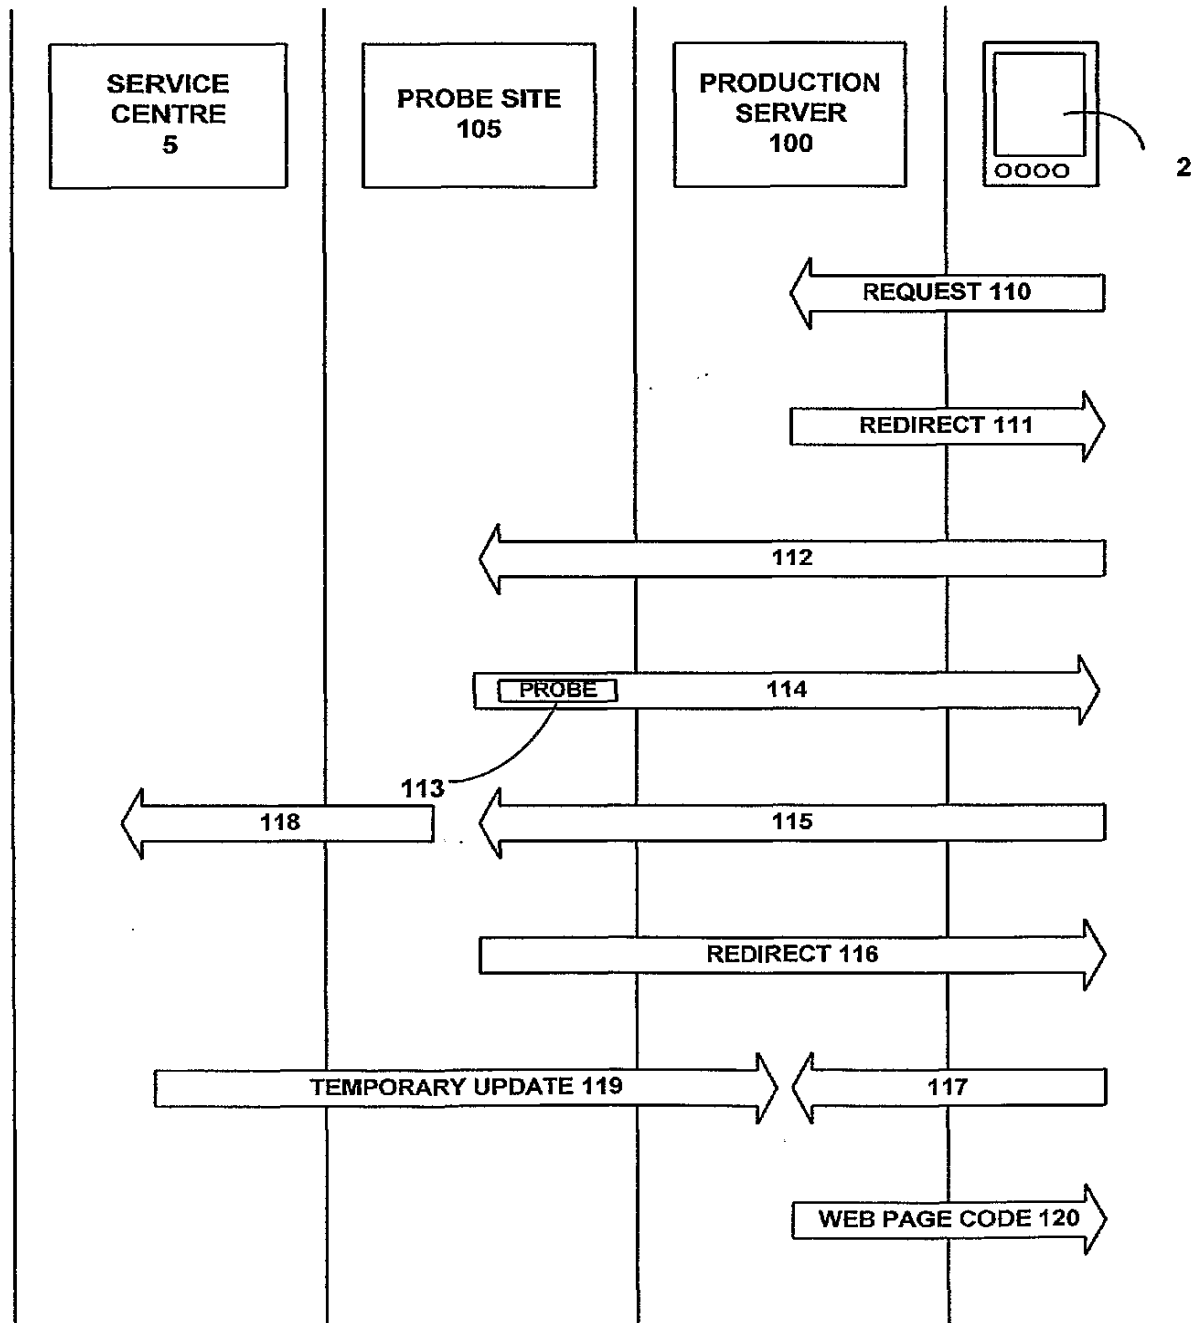 SERVICE
CENTRE
5
PROBE SITE
105
PRODUCTION
SERVER
100
2
REQUEST 110
REDIRECT 111
112
PROBE
114
113
118
115
REDIRECT 116
TEMPORARY UPDATE 119
117
WEB PAGE CODE 120